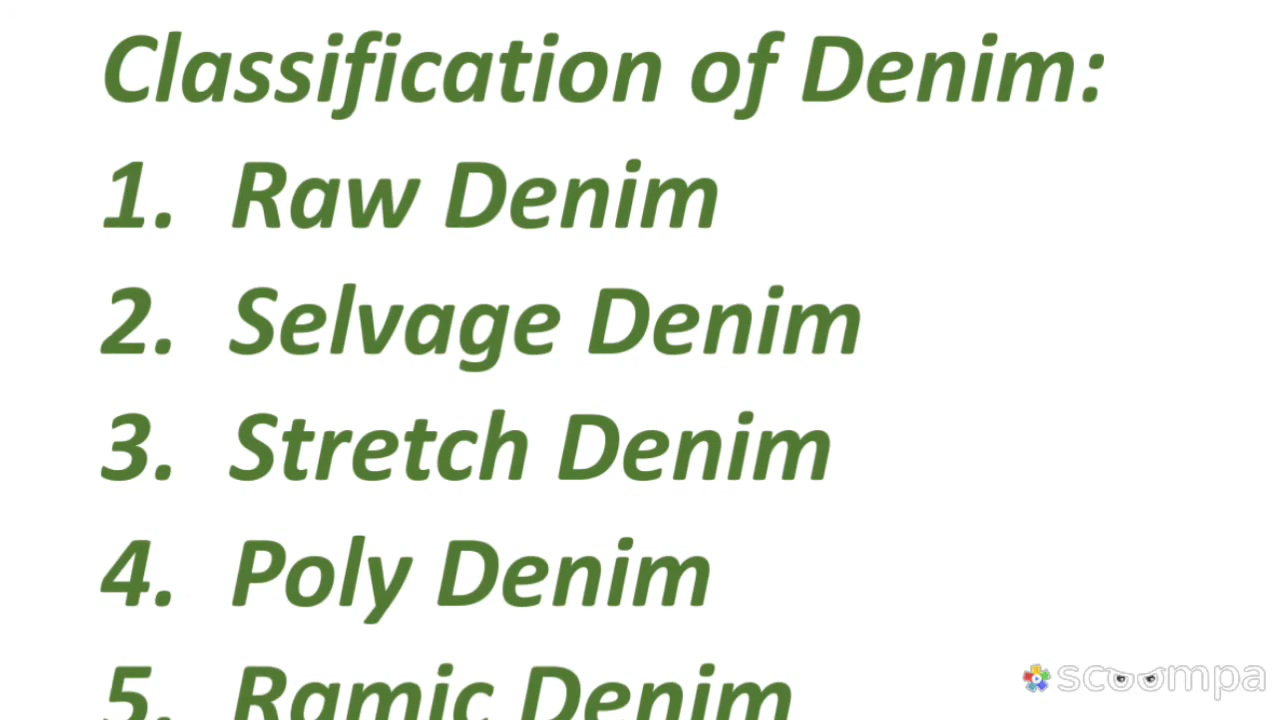 Classification of Denim:
1. Raw Denim
2. Selvage Denim
3. Stretch Denim
4. Poly Denim
5. Ramic Denim
scoompa